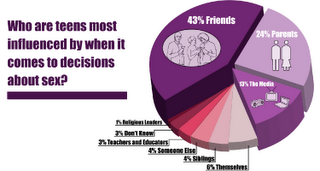 Who are teens most
influenced by when it
comes to decisions
about sex?
43% Friends
24% Parents
13% The Media
1% Religious Leaders
3% Don't Know
3% Teachers and Educators
4% Someone Else
4% Siblings
6% Themselves